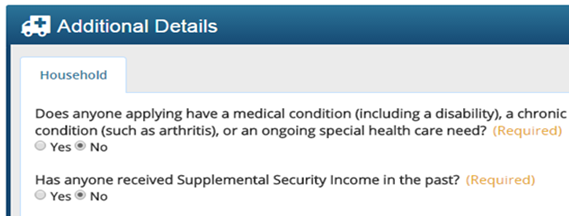 Additional Details
Household
Does anyone applying have a medical condition (including a disability), a chronic
condition (such as arthritis), or an ongoing special health care need? (Required)
Yes No
Has anyone received Supplemental Security Income in the past? (Required)
Yes No